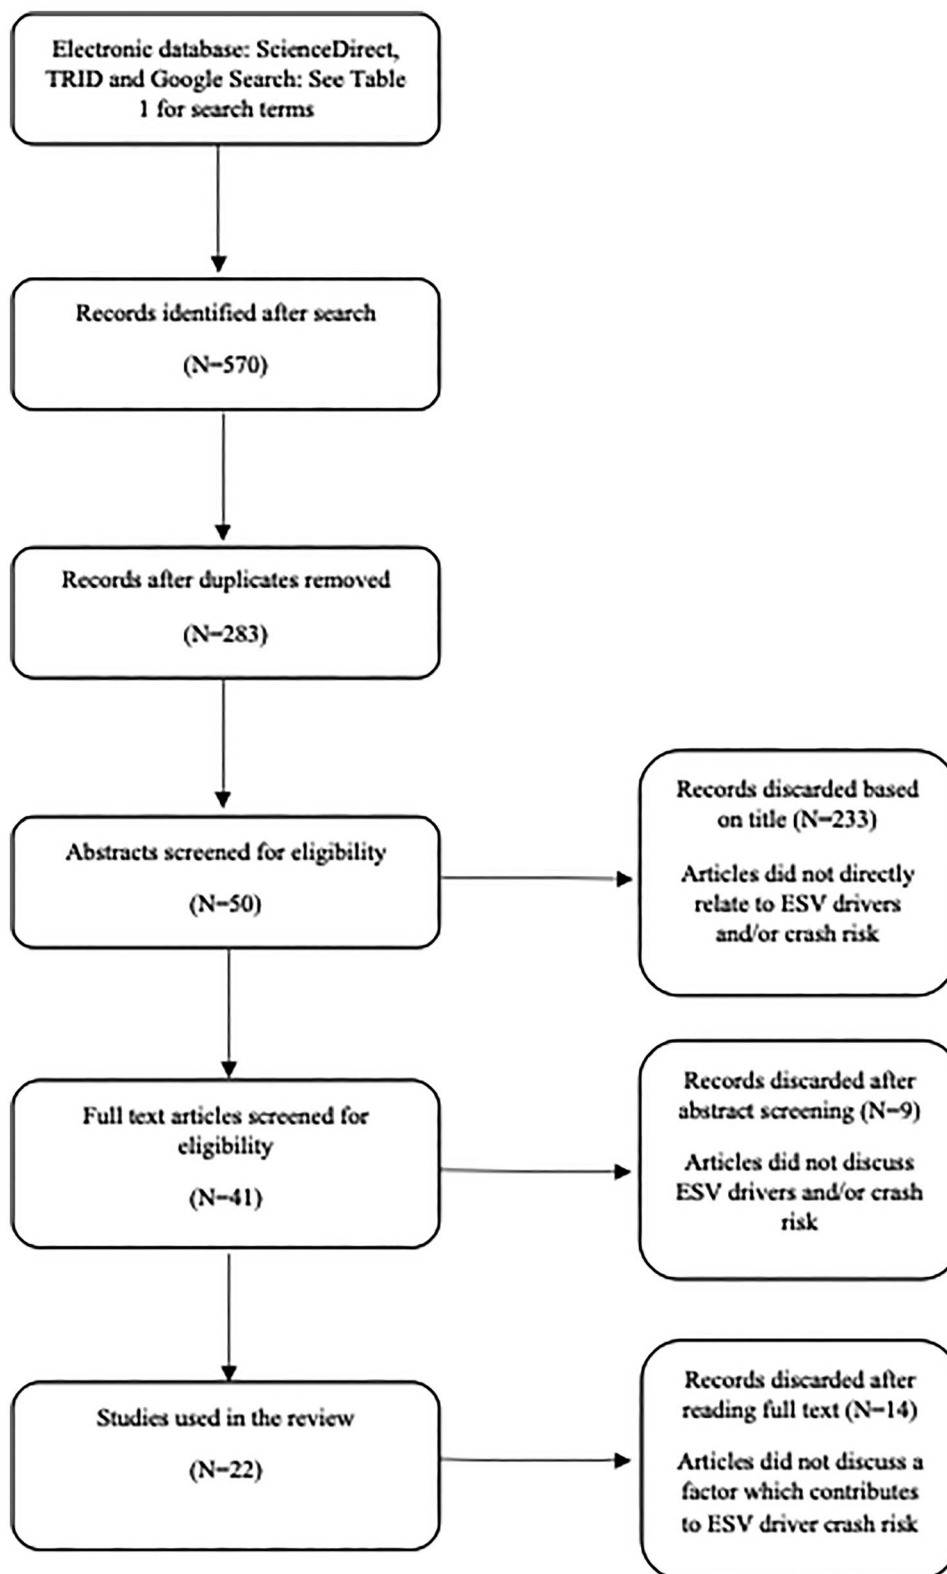 Electronic database: ScienceDirect,
TRID and Google Search: See Table
1 for search terms
Records identified after search
(N=570)
Records after duplicates removed
(N=283)
Abstracts screened for eligibility
(N=50)
Records discarded based
on title (N=233)
Articles did not directly
relate to ESV drivers
and/or crash risk
Full text articles screened for
eligibility
(N=41)
Records discarded after
abstract screening (N=9)
Articles did not discuss
ESV drivers and/or crash
risk
Studies used in the review
(N=22)
Records discarded after
reading full text (N=14)
Articles did not discuss a
factor which contributes
to ESV driver crash risk